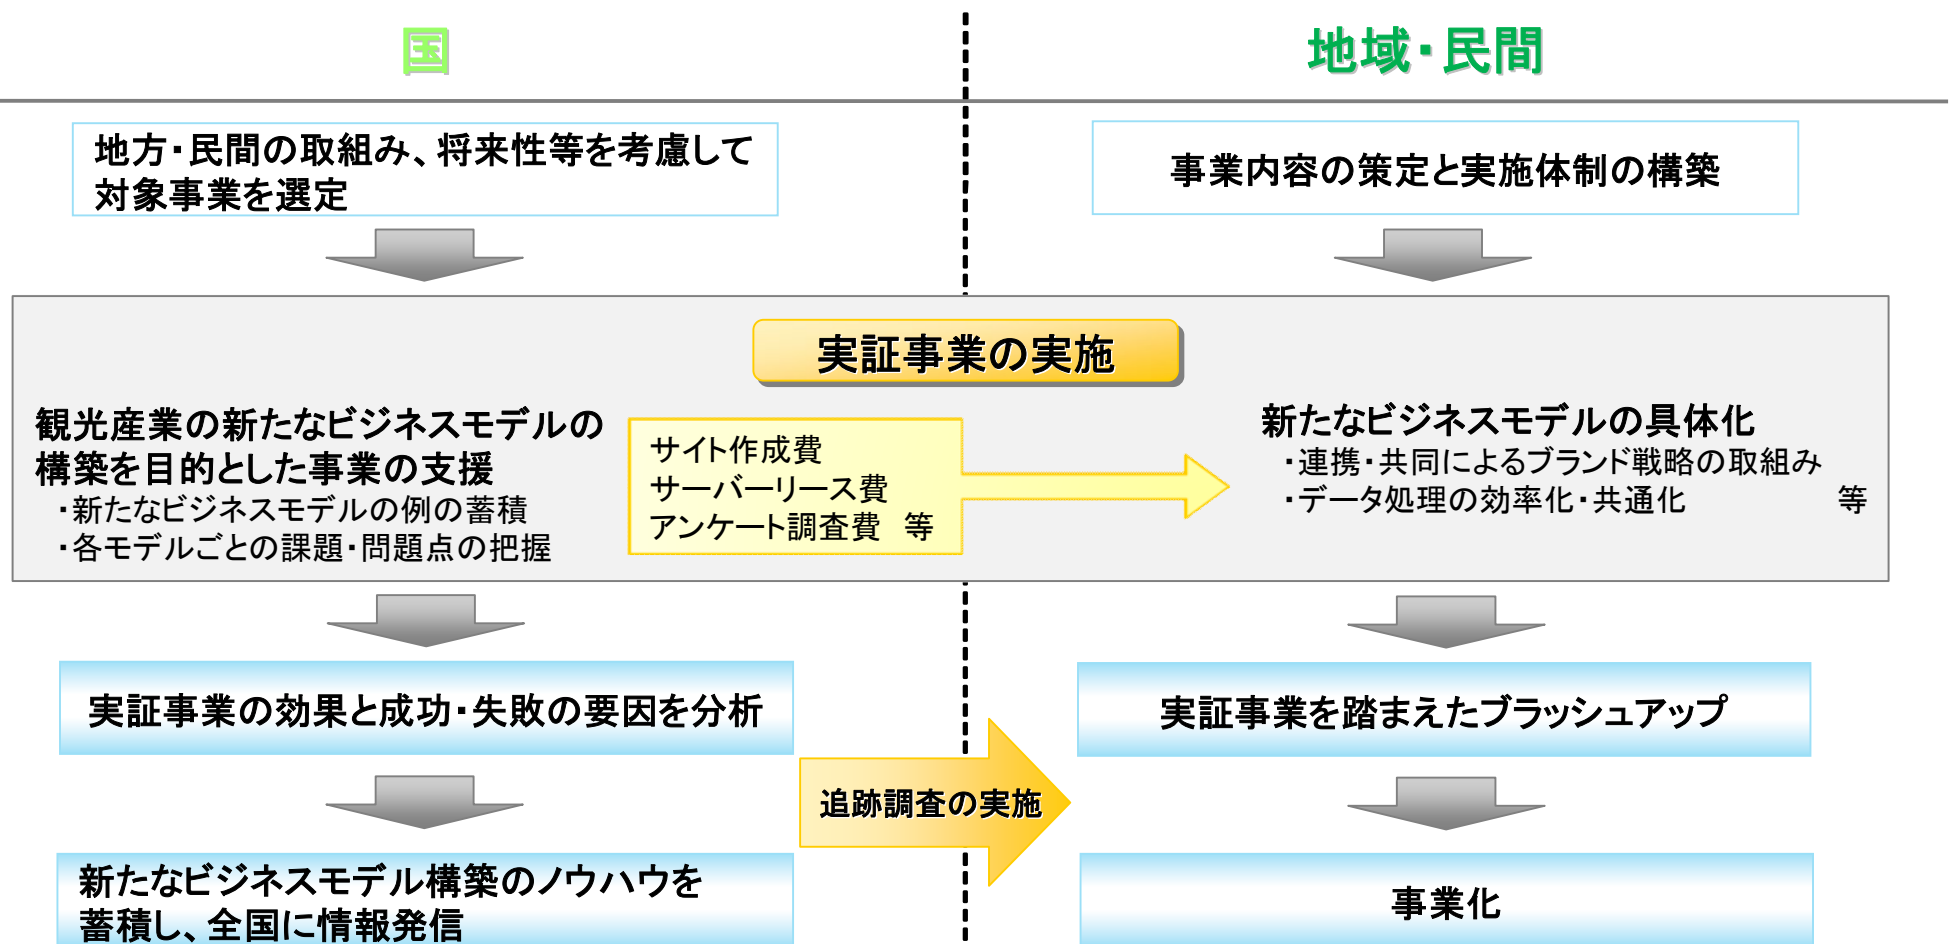 国
地域・民間
地方・民間の取組み、将来性等を考慮して
対象事業を選定
事業内容の策定と実施体制の構築
実証事業の実施
観光産業の新たなビジネスモデルの
構築を目的とした事業の支援
・新たなビジネスモデルの例の蓄積
・各モデルごとの課題・問題点の把握
サイト作成費
サーバーリース費
アンケート調査費　等
新たなビジネスモデルの具体化
・連携・共同によるブランド戦略の取組み
・データ処理の効率化・共通化　等
実証事業の効果と成功・失敗の要因を分析
実証事業を踏まえたブラッシュアップ
追跡調査の実施
新たなビジネスモデル構築のノウハウを
蓄積し、全国に情報発信
事業化